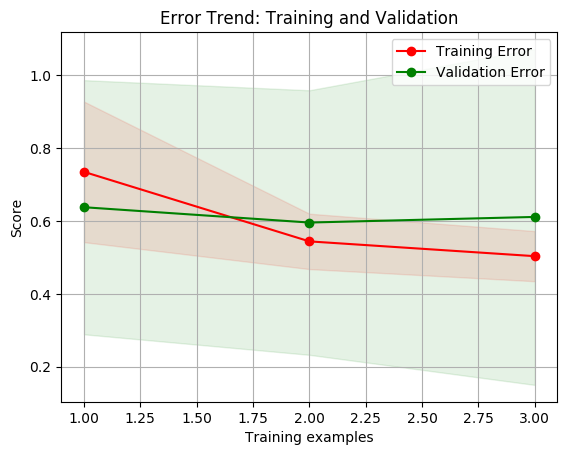 Error Trend: Training and Validation
Training Error
Validation Error
1.0
0.8
0.6
0.4
0.2
Score
1.00 1.25 1.50 1.75 2.00 2.25 2.50 2.75 3.00
Training examples